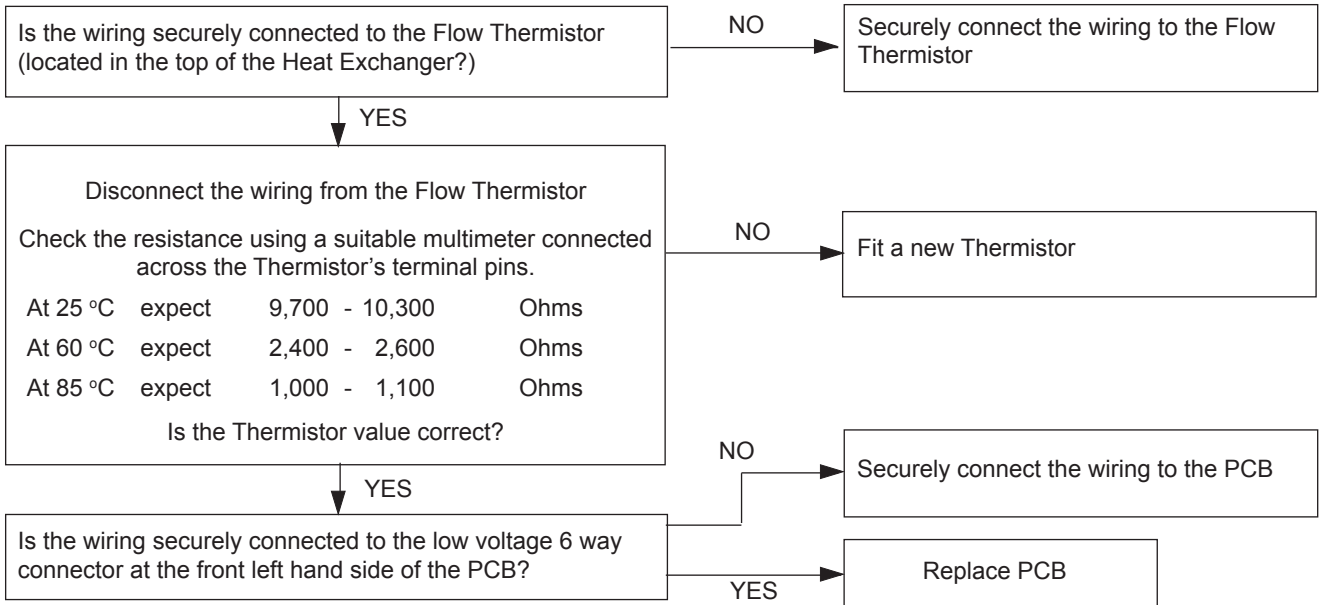 Is the wiring securely connected to the Flow Thermistor
(located in the top of the Heat Exchanger?)
NO
Securely connect the wiring to the Flow
Thermistor
YES
Disconnect the wiring from the Flow Thermistor
Check the resistance using a suitable multimeter connected
across the Thermistor's terminal pins.
At 25 °C expect 9,700 - 10,300 Ohms
At 60 °C expect 2,400 - 2,600 Ohms
At 85 °C expect 1,000 - 1,100 Ohms
Is the Thermistor value correct?
NO
Fit a new Thermistor
YES
Is the wiring securely connected to the low voltage 6 way
connector at the front left hand side of the PCB?
NO
Securely connect the wiring to the PCB
YES
Replace PCB